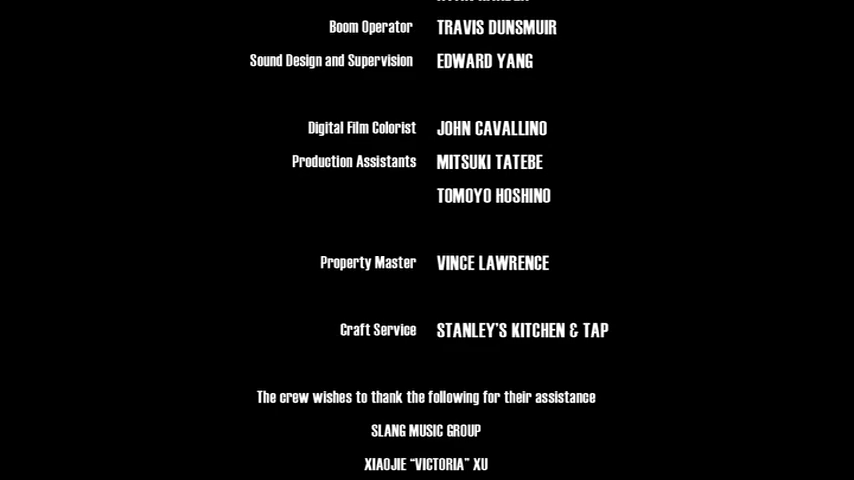 Boom Operator TRAVIS DUNSMUIR
Sound Design and Supervision EDWARD YANG
Digital Film Colorist JOHN CAVALLINO
Production Assistants MITSUKI TATEBE
TOMOYO HOSHINO
Property Master VINCE LAWRENCE
Craft Service STANLEY'S KITCHEN & TAP
The crew wishes to thank the following for their assistance
SLANG MUSIC GROUP
XIAOJIE “VICTORIA” XU